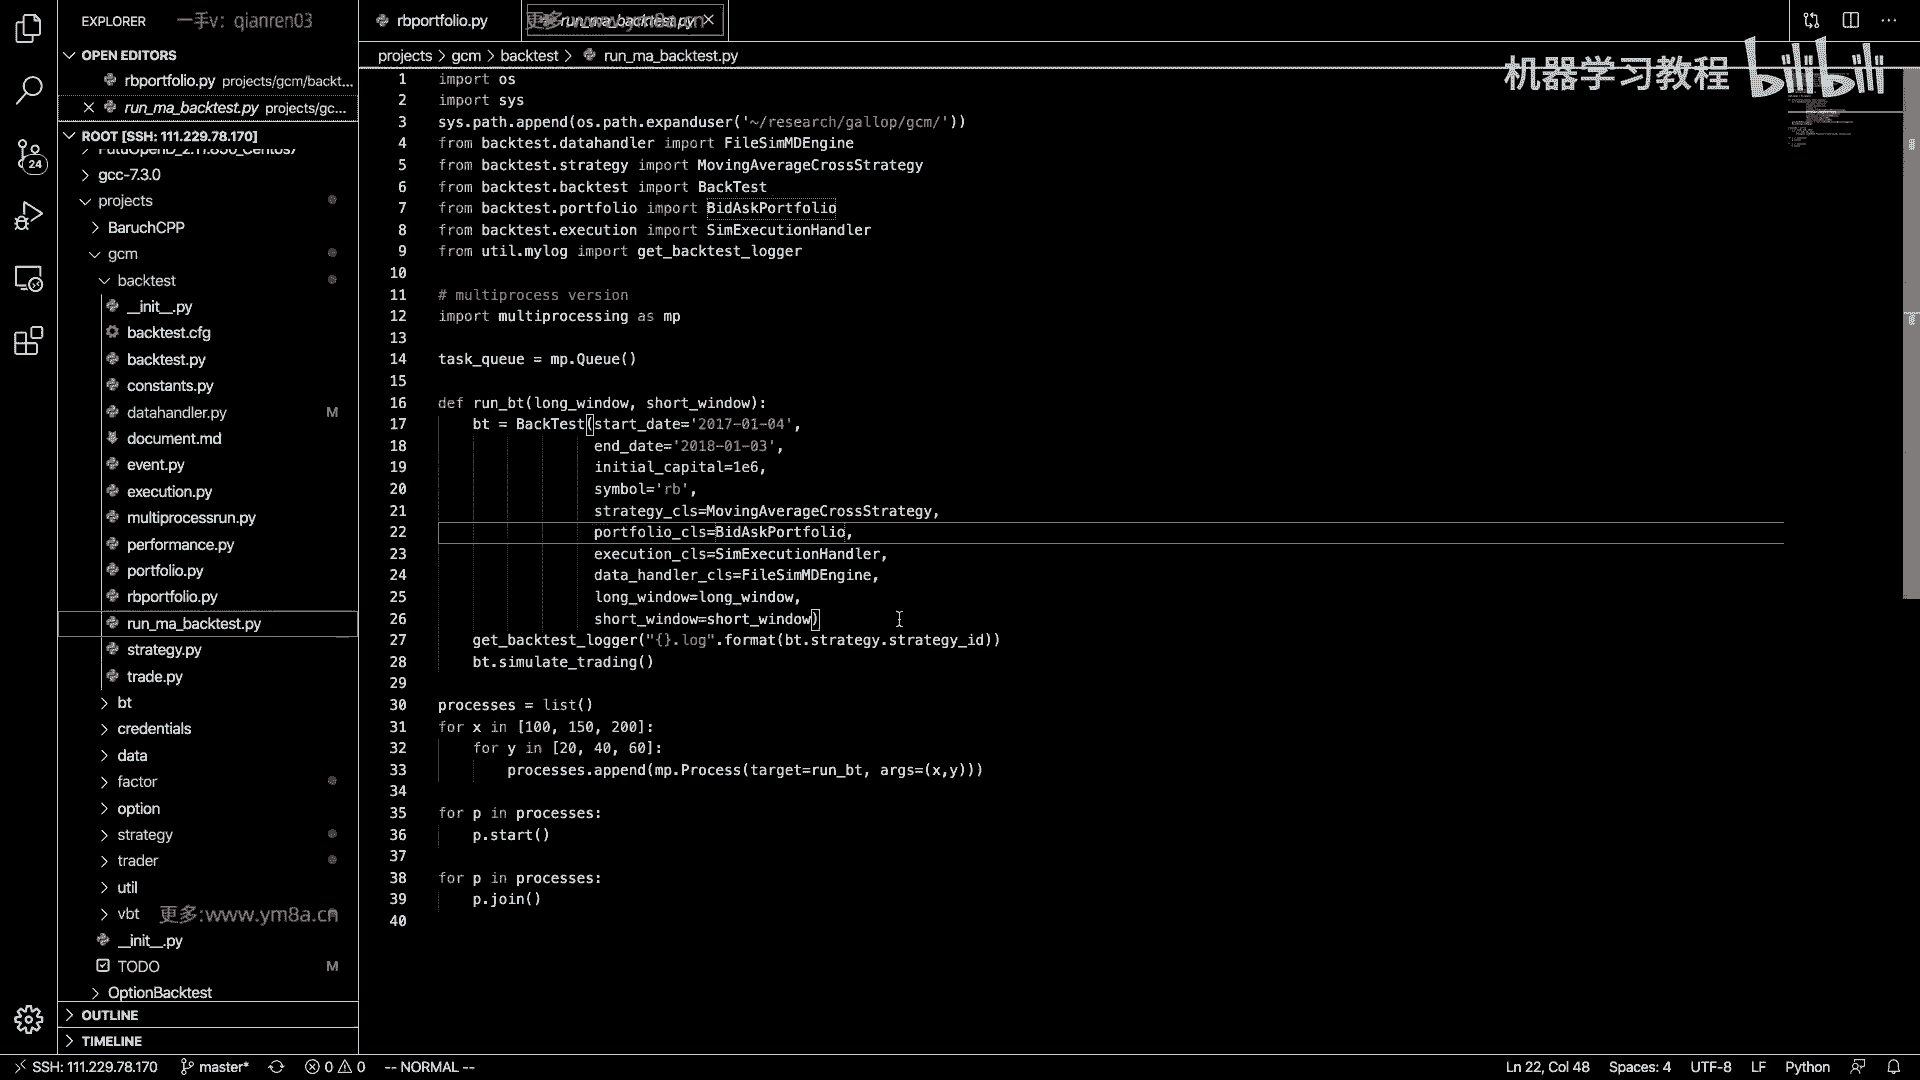 EXPLORER
一手v：qianren03
OPEN EDITORS
rbportfolio.py projects/gcm/backt...
run_ma_backtest.py projects/gc...
ROOT [SSH: 111.229.78.170]
FutuOpenD_2.11.850_Centos7
gcc-7.3.0
projects
BaruchCPP
gcm
backtest
__init__.py
backtest.cfg
backtest.py
constants.py
datahandler.py M
document.md
event.py
execution.py
multiprocessrun.py
performance.py
portfolio.py
rbportfolio.py
run_ma_backtest.py
strategy.py
trade.py
bt
credentials
data
factor
option
strategy
trader
util
vbt
更多:www.ym8a.cn
__init__.py
TODO M
OptionBacktest
OUTLINE
TIMELINE
24
rbportfolio.py
run_ma_backtest.py
projects > gcm > backtest > run_ma_backtest.py
机器学习教程 bilibili
1 import os
2 import sys
3 sys.path.append(os.path.expanduser('~/research/gallop/gcm/'))
4 from backtest.datahandler import FileSimMDEngine
5 from backtest.strategy import MovingAverageCrossStrategy
6 from backtest.backtest import BackTest
7 from backtest.portfolio import BidAskPortfolio
8 from backtest.execution import SimExecutionHandler
9 from util.mylog import get_backtest_logger
10
11 # multiprocess version
12 import multiprocessing as mp
13
14 task_queue = mp.Queue()
15
16 def run_bt(long_window, short_window):
17 bt = BackTest(start_date='2017-01-04',
18 end_date='2018-01-03',
19 initial_capital=1e6,
20 symbol='rb',
21 strategy_cls=MovingAverageCrossStrategy,
22 portfolio_cls=BidAskPortfolio,
23 execution_cls=SimExecutionHandler,
24 data_handler_cls=FileSimMDEngine,
25 long_window=long_window,
26 short_window=short_window)
27 get_backtest_logger("{}.log".format(bt.strategy.strategy_id))
28 bt.simulate_trading()
29
30 processes = list()
31 for x in [100, 150, 200]:
32 for y in [20, 40, 60]:
33 processes.append(mp.Process(target=run_bt, args=(x,y)))
34
35 for p in processes:
36 p.start()
37
38 for p in processes:
39 p.join()
40
SSH: 111.229.78.170 master* 0 0 -- NORMAL --
Ln 22, Col 48 Spaces: 4 UTF-8 LF Python